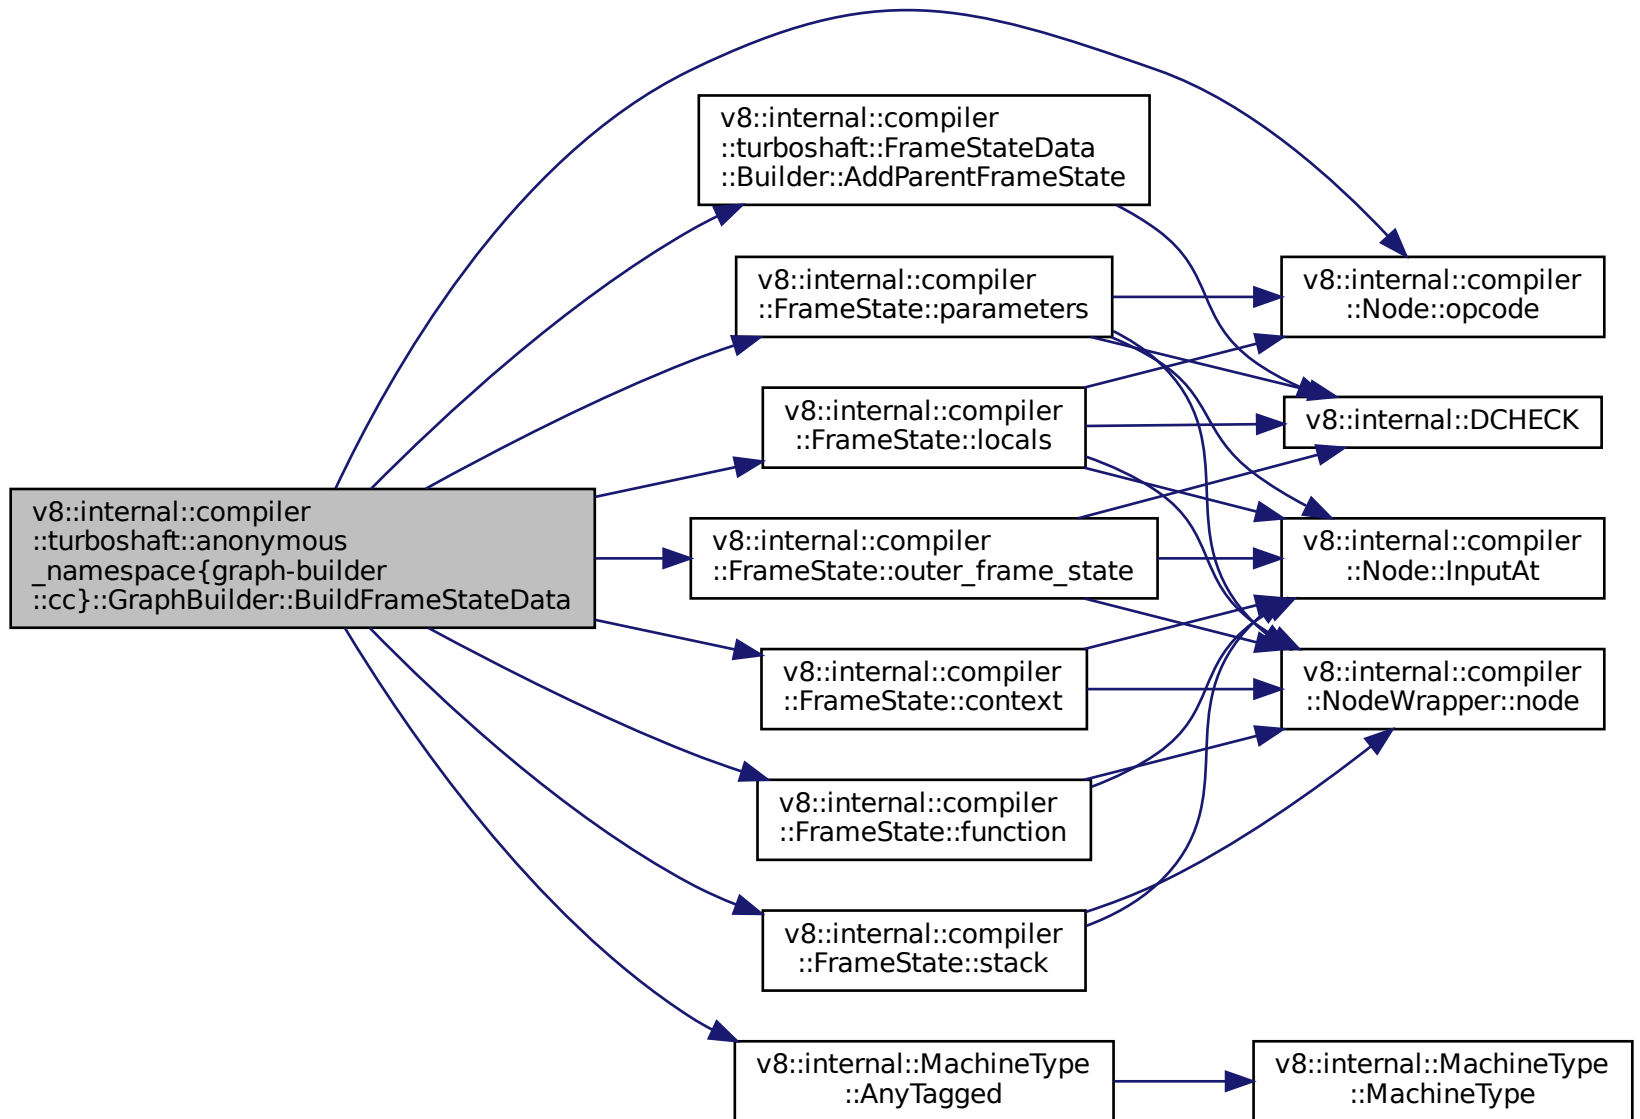 v8::internal::compiler
::turboshaft::anonymous
_namespace{graph-builder
::cc}::GraphBuilder::BuildFrameStateData
v8::internal::compiler
::turboshaft::FrameStateData
::Builder::AddParentFrameState
v8::internal::compiler
::FrameState::parameters
v8::internal::compiler
::FrameState::locals
v8::internal::compiler
::FrameState::outer_frame_state
v8::internal::compiler
::FrameState::context
v8::internal::compiler
::FrameState::function
v8::internal::compiler
::FrameState::stack
v8::internal::MachineType
::AnyTagged
v8::internal::compiler
::Node::opcode
v8::internal::DCHECK
v8::internal::compiler
::Node::InputAt
v8::internal::compiler
::NodeWrapper::node
v8::internal::MachineType
::MachineType